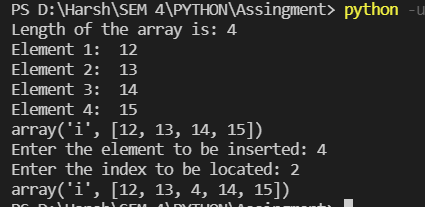 PS D:\Harsh\SEM 4\PYTHON\Assingment> python -u
Length of the array is: 4
Element 1:  12
Element 2:  13
Element 3:  14
Element 4:  15
array('i', [12, 13, 14, 15])
Enter the element to be inserted: 4
Enter the index to be located: 2
array('i', [12, 13, 4, 14, 15])
PS D:\Harsh\SEM 4\PYTHON\Assingment>